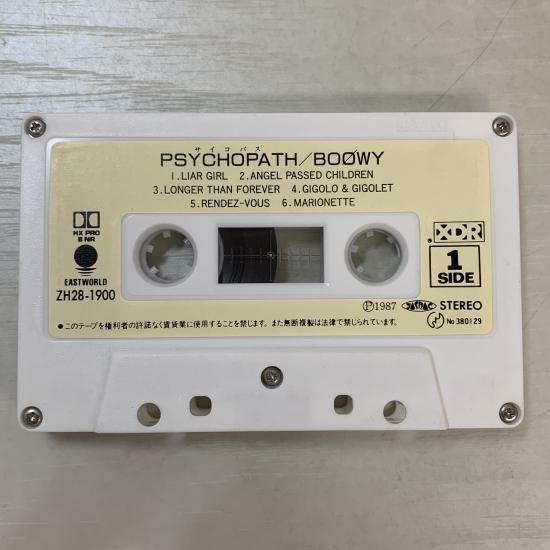 サイコパス
PSYCHOPATH/BOØWY
1.LIAR GIRL 2.ANGEL PASSED CHILDREN
3.LONGER THAN FOREVER 4.GIGOLO & GIGOLET
5.RENDEZ-VOUS 6.MARIONETTE
HX PRO
B NR
XDR
1
SIDE
EASTWORLD
ZH28-1900
Ⓟ1987 JASRAC STEREO
●このテープを権利者の許諾なく賃貸業に使用することを禁じます。また無断複製は法律で禁じられています。
No 380129